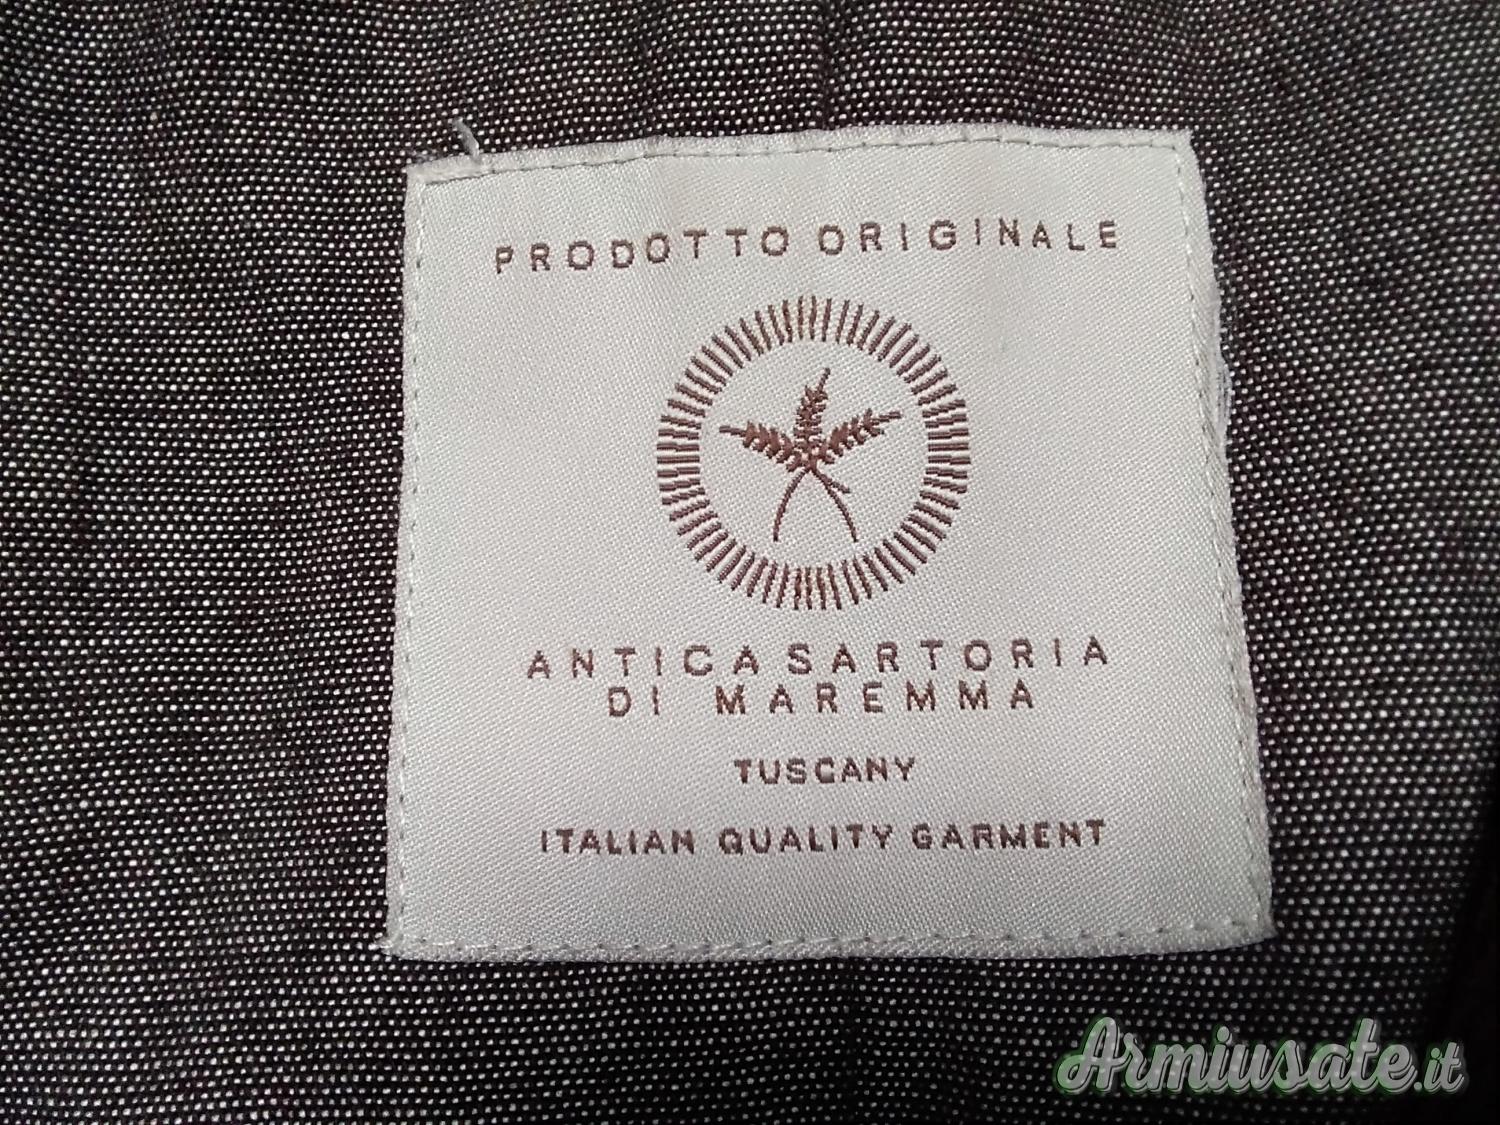 PRODOTTO ORIGINALE
ANTICA SARTORIA
DI MAREMMA
TUSCANY
ITALIAN QUALITY GARMENT
Armiusate.it